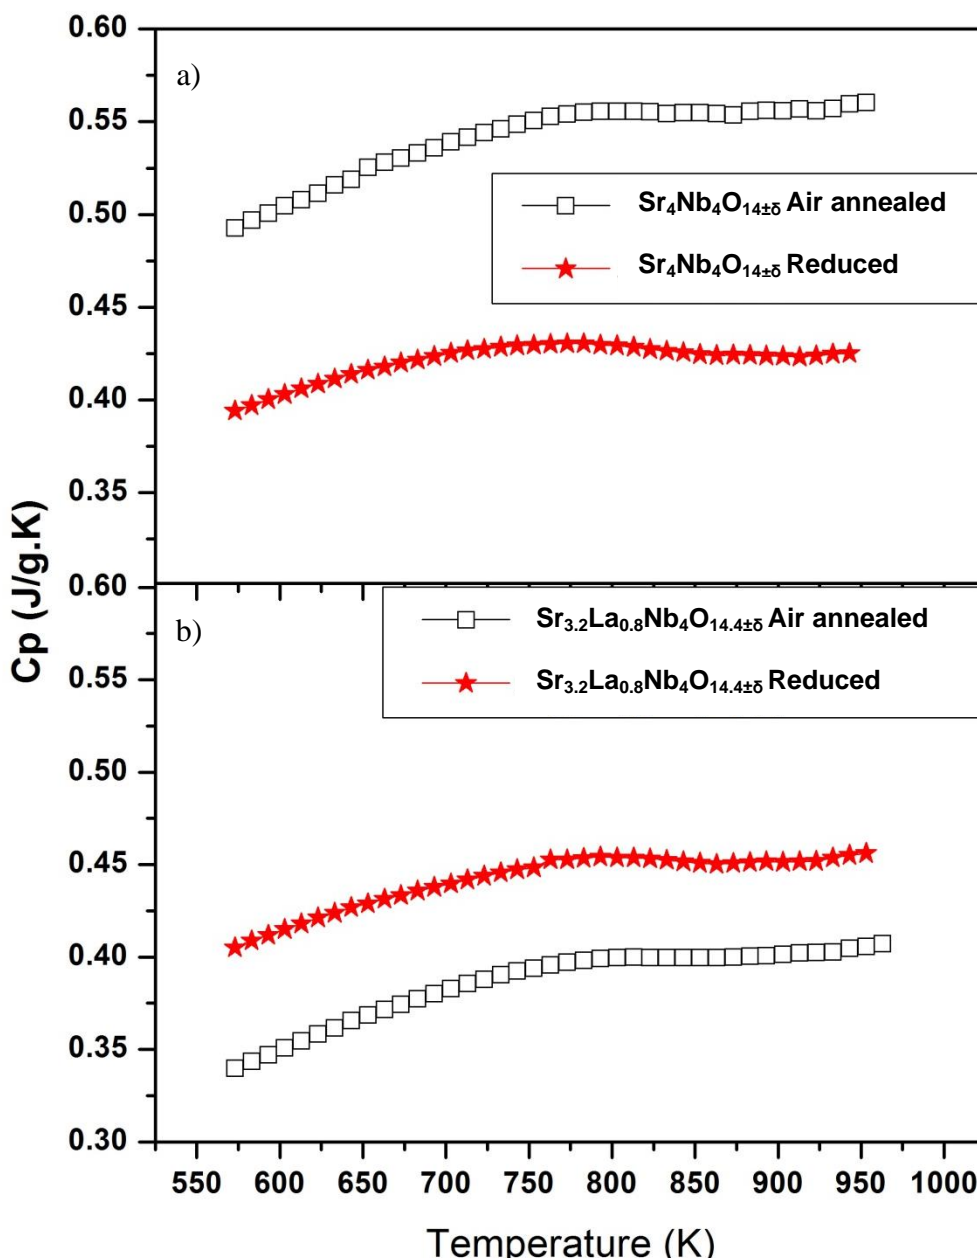 0.60
a)
0.55
0.50
Sr₄Nb₄O₁₄±δ Air annealed
Sr₄Nb₄O₁₄±δ Reduced
0.45
0.40
0.35
Cp (J/g.K)
0.60
b)
Sr₃.₂La₀.₈Nb₄O₁₄.₄±δ Air annealed
Sr₃.₂La₀.₈Nb₄O₁₄.₄±δ Reduced
0.55
0.50
0.45
0.40
0.35
0.30
550 600 650 700 750 800 850 900 950 1000
Temperature (K)